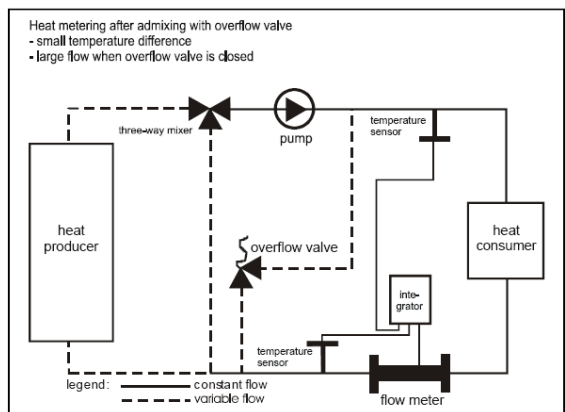 Heat metering after admixing with overflow valve
- small temperature difference
- large flow when overflow valve is closed
three-way mixer
pump
temperature
sensor
heat
producer
overflow valve
heat
consumer
inte-
grator
temperature
sensor
flow meter
legend:
constant flow
variable flow